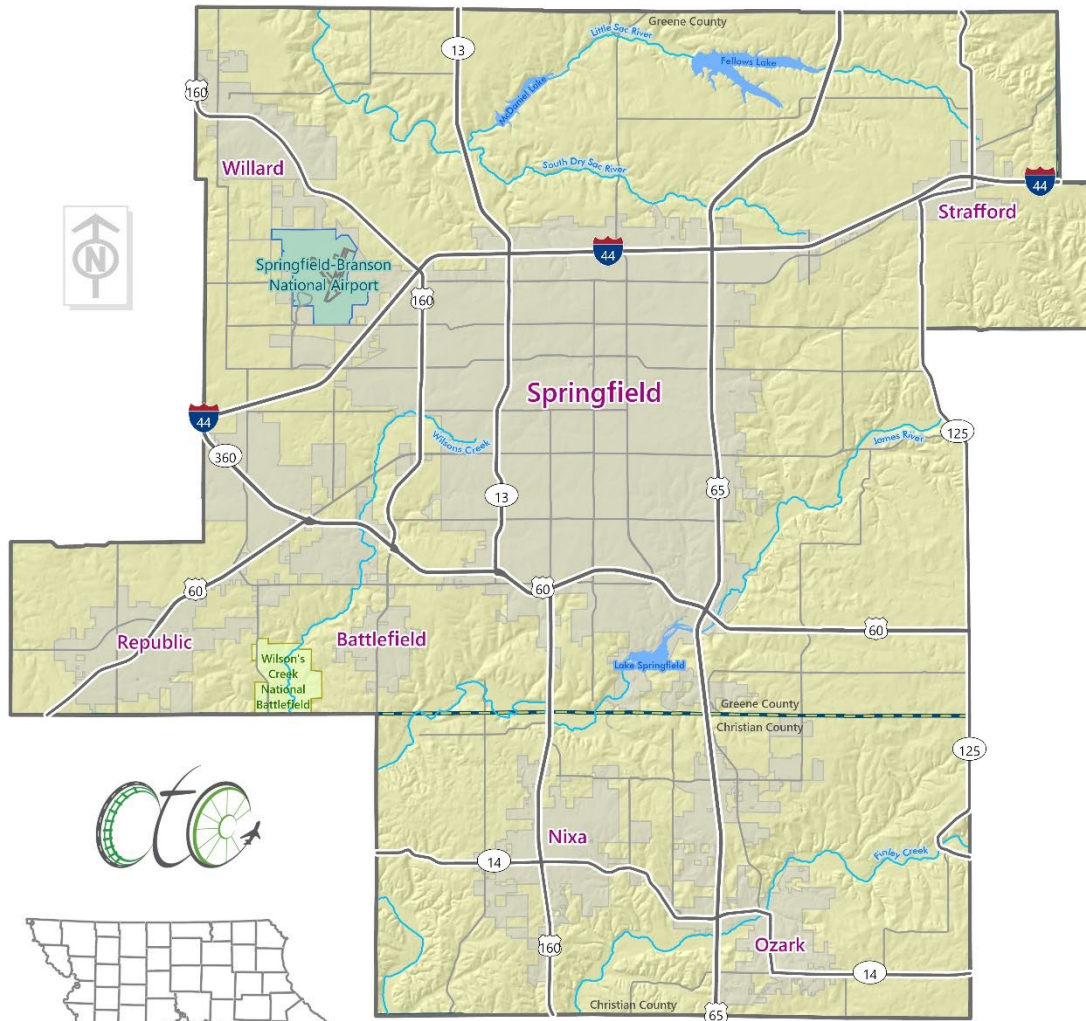 Greene County
Little Sac River
13
Fellows Lake
160
McDaniel Lake
South Dry Sac River
Willard
44
Strafford
N
44
Springfield-Branson
National Airport
160
Springfield
44
Wilsons Creek
James River
125
360
13
65
60
60
Republic
Battlefield
60
Lake Springfield
Wilson's
Creek
National
Battlefield
Greene County
Christian County
125
oto
Nixa
Finley Creek
14
160
Ozark
14
Christian County
65